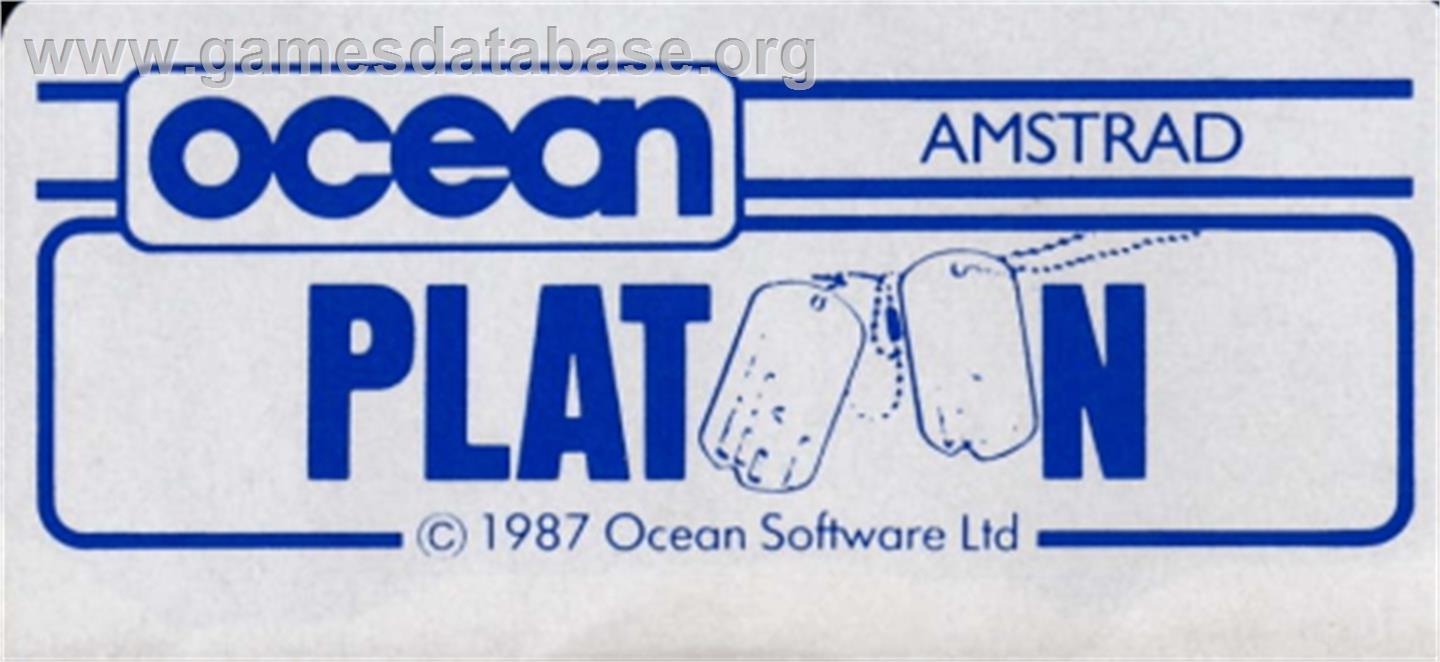 www.gamesdatabase.org
ocean
AMSTRAD
PLATOON
© 1987 Ocean Software Ltd